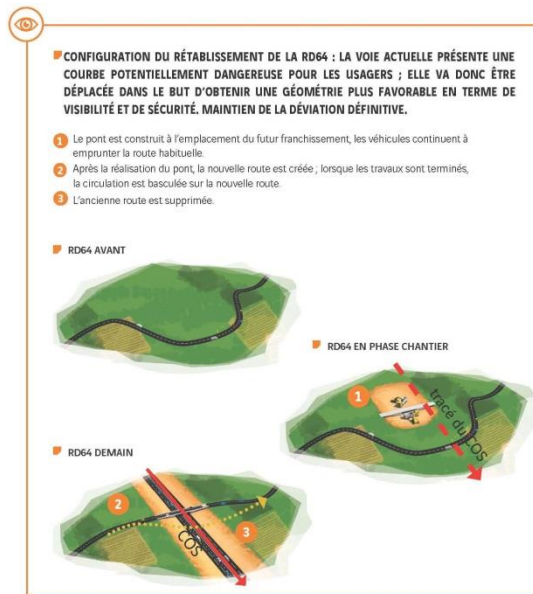 CONFIGURATION DU RÉTABLISSEMENT DE LA RD64 : LA VOIE ACTUELLE PRÉSENTE UNE
COURBE POTENTIELLEMENT DANGEREUSE POUR LES USAGERS ; ELLE VA DONC ÊTRE
DÉPLACÉE DANS LE BUT D'OBTENIR UNE GÉOMÉTRIE PLUS FAVORABLE EN TERME DE
VISIBILITÉ ET DE SÉCURITÉ. MAINTIEN DE LA DÉVIATION DÉFINITIVE.
1 Le pont est construit à l'emplacement du futur franchissement, les véhicules continuent à
emprunter la route habituelle.
2 Après la réalisation du pont, la nouvelle route est créée ; lorsque les travaux sont terminés,
la circulation est basculée sur la nouvelle route.
3 L'ancienne route est supprimée.
RD64 AVANT
RD64 EN PHASE CHANTIER
1
tracé du COS
RD64 DEMAIN
2
3
COS